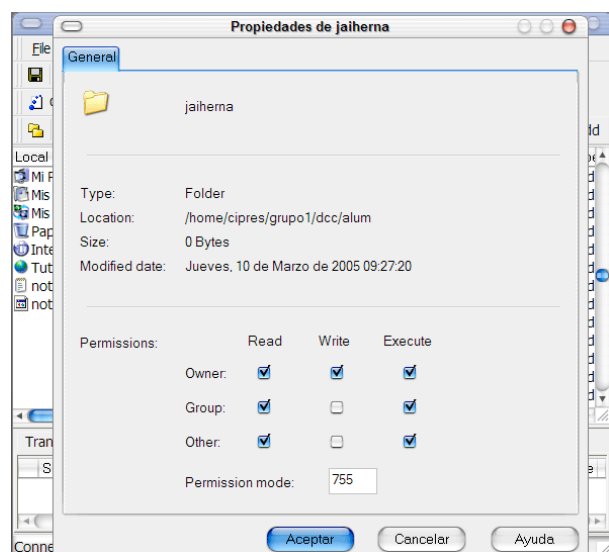 Propiedades de jaiherna
File
General
jaiherna
Local
Mi
Mis
Mis
Pap
Inte
Tut
not
not
Type: Folder
Location: /home/cipres/grupo1/dcc/alum
Size: 0 Bytes
Modified date: Jueves, 10 de Marzo de 2005 09:27:20
Permissions: Read Write Execute
Owner:
Group:
Other:
Permission mode: 755
Tran
S
Aceptar Cancelar Ayuda
Conne